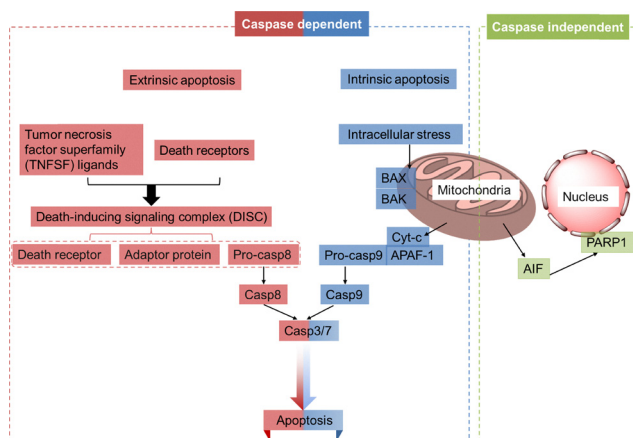 Caspase dependent
Caspase independent
Extrinsic apoptosis
Intrinsic apoptosis
Tumor necrosis
factor superfamily
(TNFSF) ligands
Death receptors
Intracellular stress
BAX
BAK
Mitochondria
Nucleus
PARP1
Death-inducing signaling complex (DISC)
Death receptor
Adaptor protein
Pro-casp8
Pro-casp9
Cyt-c
APAF-1
AIF
Casp8
Casp9
Casp3/7
Apoptosis